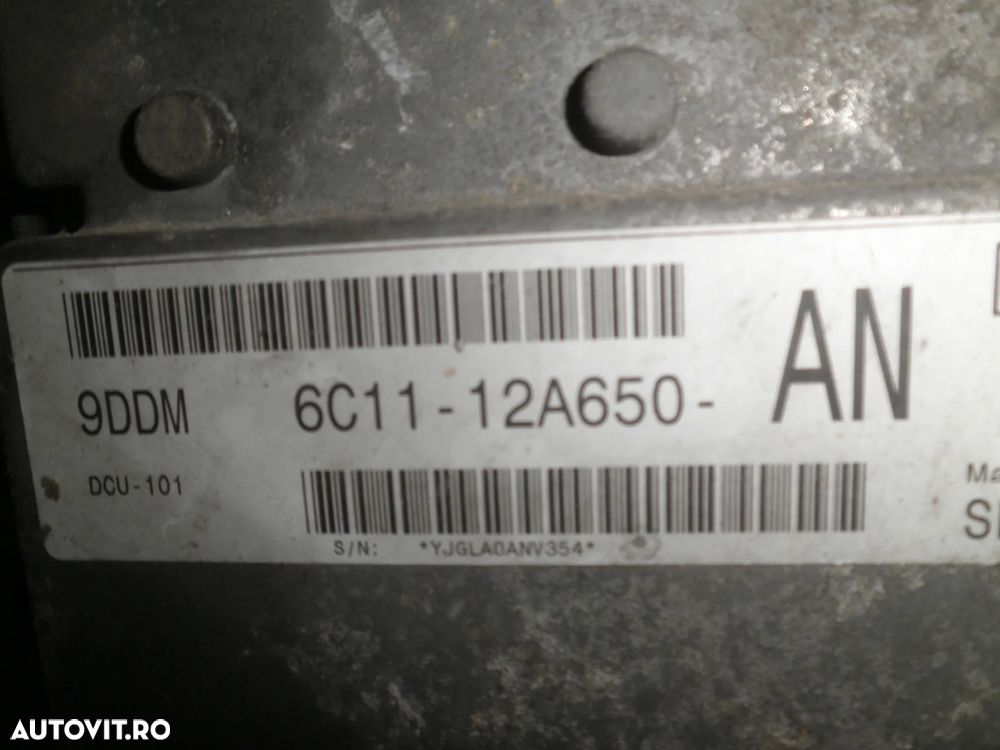 9DDM 6C11-12A650- AN
DCU-101
S/N: *YJGLA0ANV354*
AUTOVIT.RO